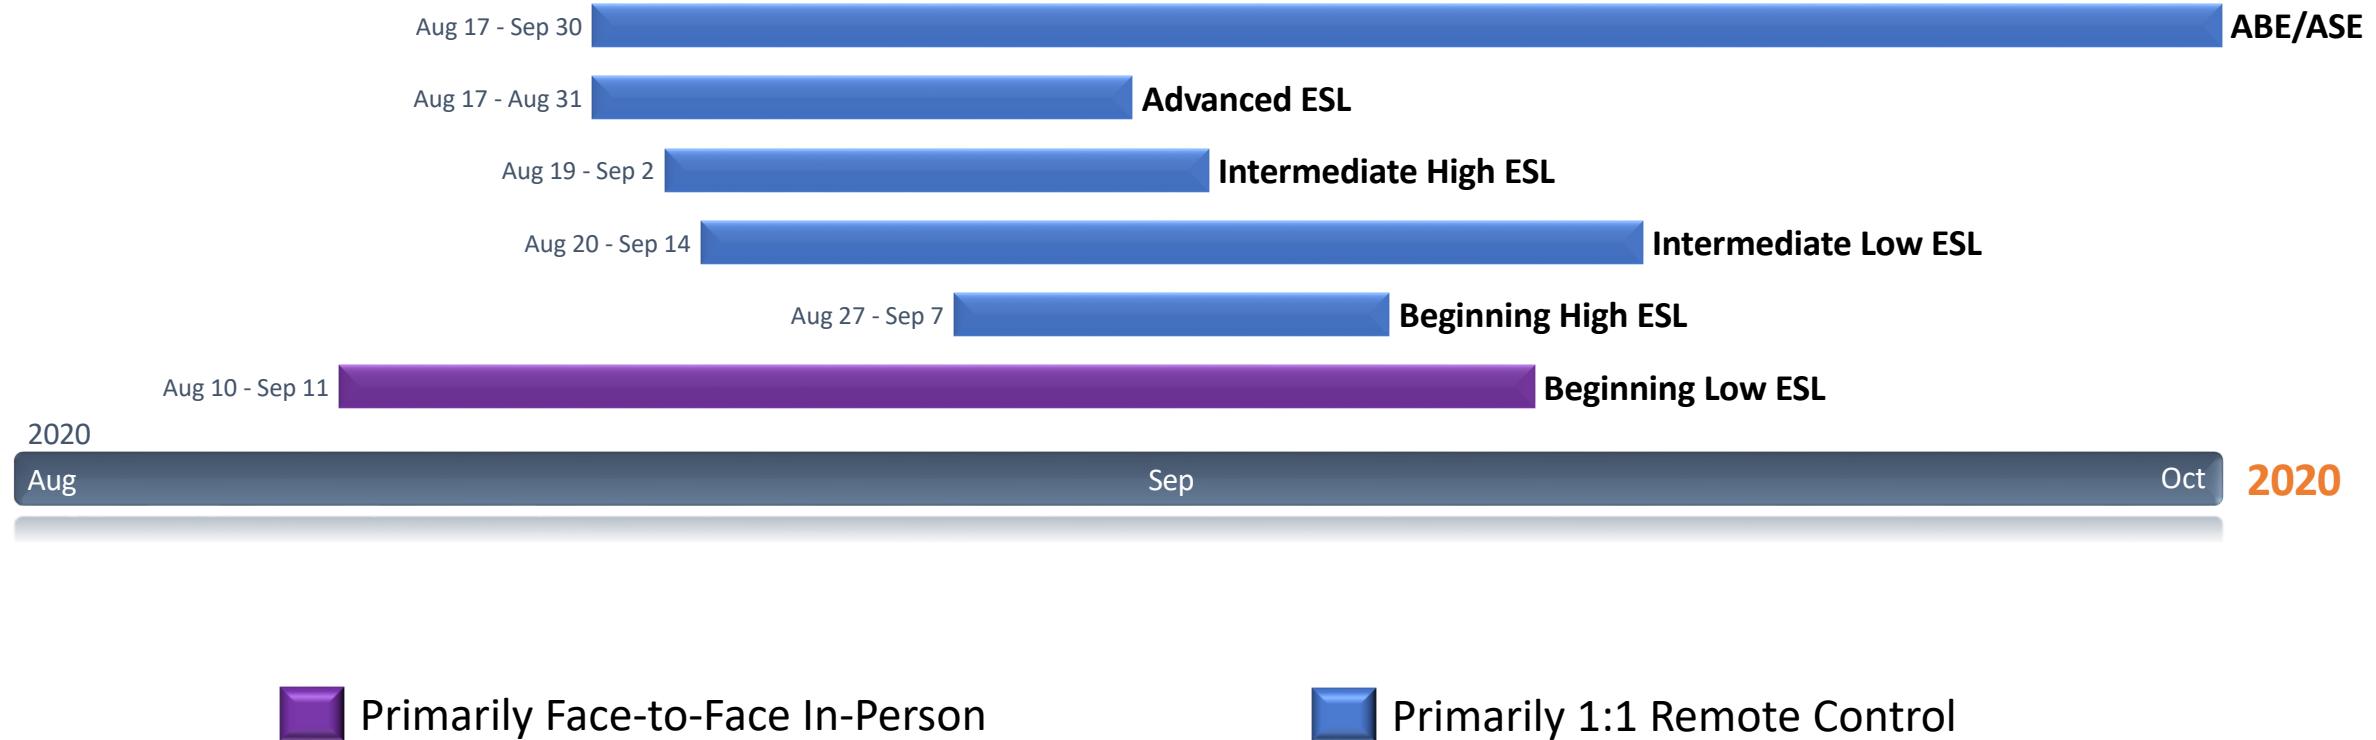 Aug 17 - Sep 30 ABE/ASE
Aug 17 - Aug 31 Advanced ESL
Aug 19 - Sep 2 Intermediate High ESL
Aug 20 - Sep 14 Intermediate Low ESL
Aug 27 - Sep 7 Beginning High ESL
Aug 10 - Sep 11 Beginning Low ESL
2020
Aug Sep Oct 2020
Primarily Face-to-Face In-Person Primarily 1:1 Remote Control